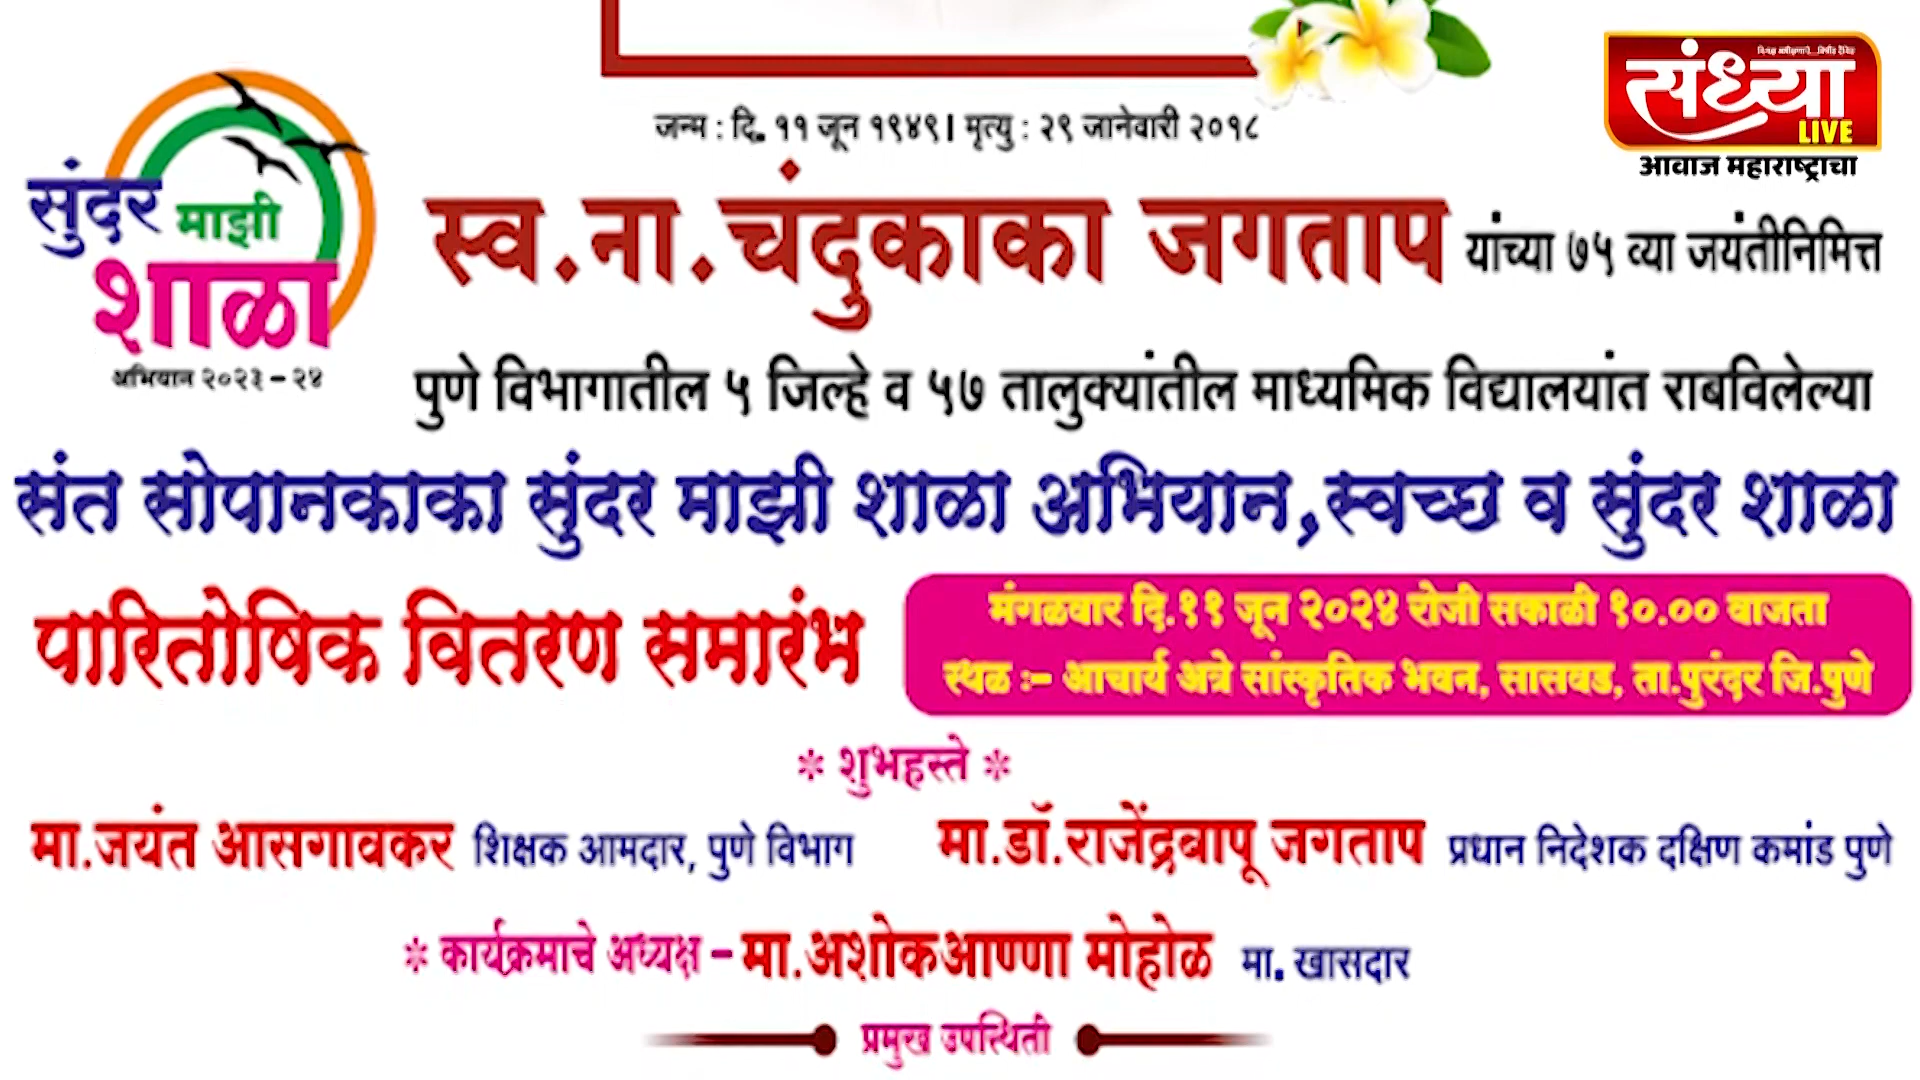 संध्या
LIVE
आवाज महाराष्ट्राचा
जन्म : दि. ११ जून १९४९। मृत्यु : २९ जानेवारी २०१८
सुंदर माझी
शाळा
अभियान २०२३ – २४
स्व.ना.चंदुकाका जगताप यांच्या ७५ व्या जयंतीनिमित्त
पुणे विभागातील ५ जिल्हे व ५७ तालुक्यांतील माध्यमिक विद्यालयांत राबविलेल्या
संत सोपानकाका सुंदर माझी शाळा अभियान,स्वच्छ व सुंदर शाळा
पारितोषिक वितरण समारंभ
मंगळवार दि.११ जून २०२४ रोजी सकाळी १०.०० वाजता
स्थळ :– आचार्य अत्रे सांस्कृतिक भवन, सासवड, ता.पुरंदर जि.पुणे
* शुभहस्ते *
मा.जयंत आसगावकर शिक्षक आमदार, पुणे विभाग
मा.डॉ.राजेंद्रबापू जगताप प्रधान निदेशक दक्षिण कमांड पुणे
* कार्यक्रमाचे अध्यक्ष – मा.अशोकआण्णा मोहोळ मा. खासदार
प्रमुख उपस्थिती